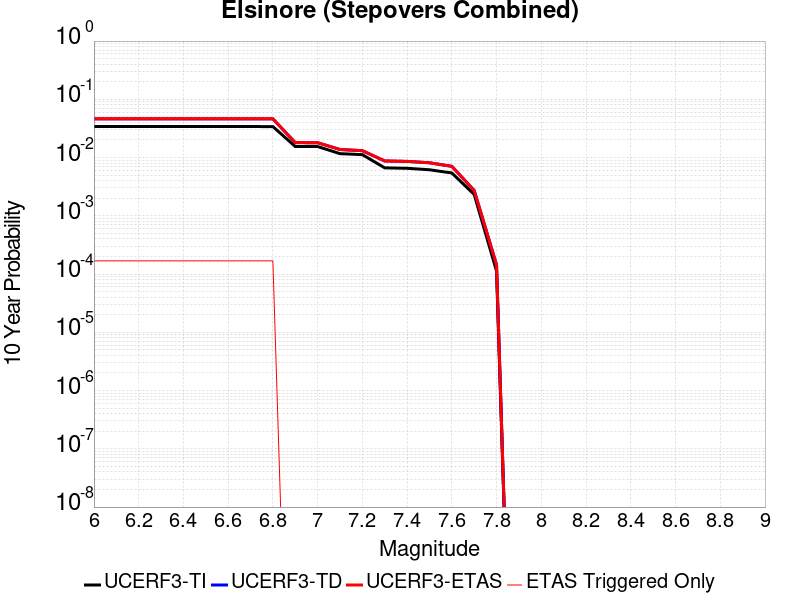 Elsinore (Stepovers Combined)
10^0
10^-1
10^-2
10^-3
10^-4
10^-5
10^-6
10^-7
10^-8
10 Year Probability
6 6.2 6.4 6.6 6.8 7 7.2 7.4 7.6 7.8 8 8.2 8.4 8.6 8.8 9
Magnitude
UCERF3-TI UCERF3-TD UCERF3-ETAS ETAS Triggered Only